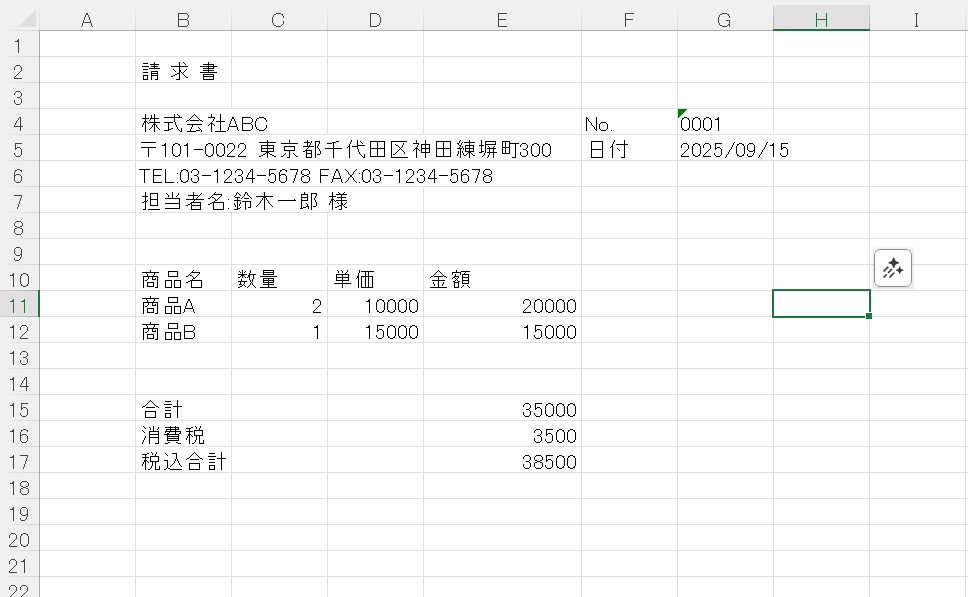 A B C D E F G H I
1
2 請 求 書
3
4 株式会社ABC No. 0001
5 〒101-0022 東京都千代田区神田練塀町300 日付 2025/09/15
6 TEL:03-1234-5678 FAX:03-1234-5678
7 担当者名:鈴木一郎 様
8
9
10 商品名 数量 単価 金額
11 商品A 2 10000 20000
12 商品B 1 15000 15000
13
14
15 合計 35000
16 消費税 3500
17 税込合計 38500
18
19
20
21
22